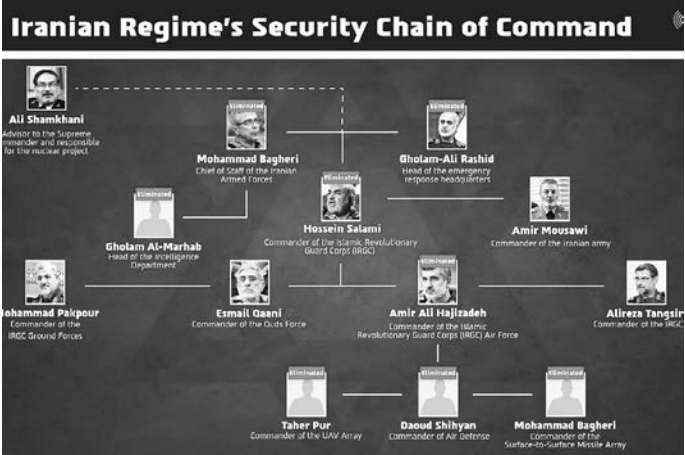 Iranian Regime's Security Chain of Command
Ali Shamkhani
Advisor to the Supreme
mmander and responsible
for the nuclear project
Eliminated
Mohammad Bagheri
Chief of Staff of the Iranian
Armed Forces
Eliminated
Gholam-Ali Rashid
Head of the emergency
response headquarters
Eliminated
Gholam Al-Marhab
Head of the Intelligence
Department
Eliminated
Hossein Salami
Commander of the Islamic Revolutionary
Guard Corps (IRGC)
Amir Mousawi
Commander of the Iranian army
ohammad Pakpour
Commander of the
IRGC Ground Forces
Esmail Qaani
Commander of the Quds Force
Eliminated
Amir Ali Hajizadeh
Commander of the Islamic
Revolutionary Guard Corps (IRGC) Air Force
Alireza Tangsir
Commander of the IRGC
Eliminated
Taher Pur
Commander of the UAV Array
Eliminated
Daoud Shihyan
Commander of Air Defense
Eliminated
Mohammad Bagheri
Commander of the
Surface-to-Surface Missile Array